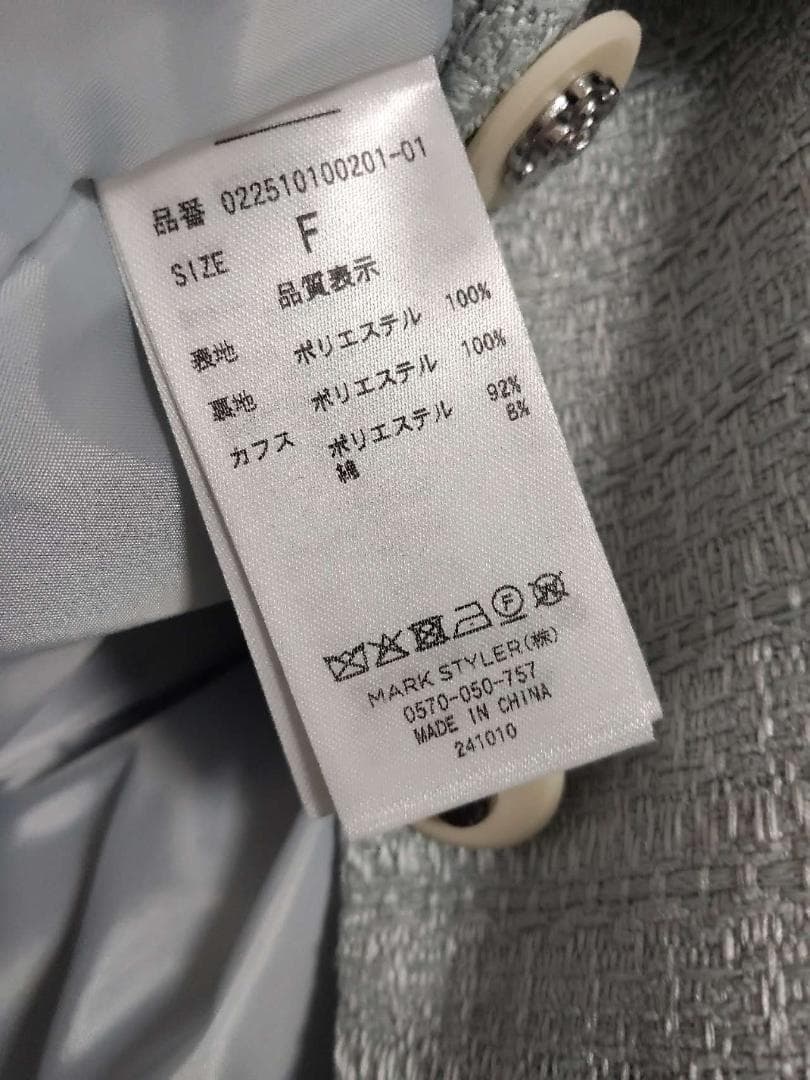 品番 022510100201-01
SIZE F
品質表示
表地 ポリエステル 100%
裏地 ポリエステル 100%
カフス ポリエステル 92%
綿 8%
MARK STYLER(株)
0570-050-757
MADE IN CHINA
241010